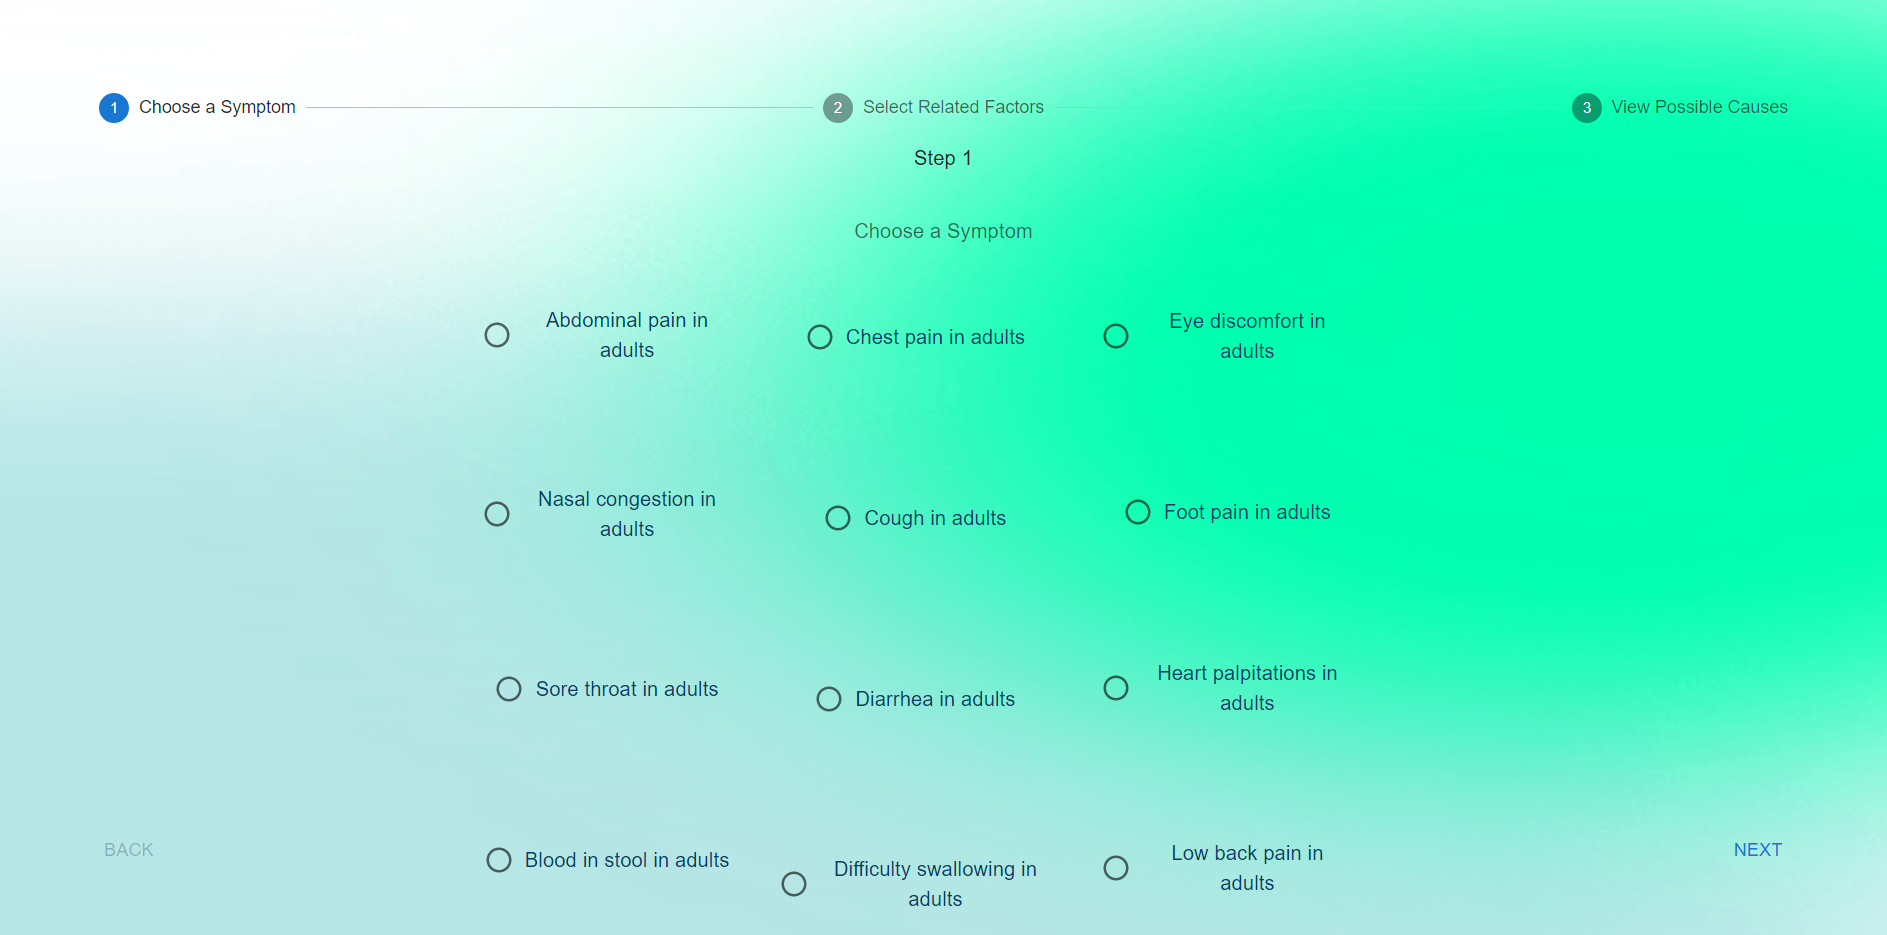 1 Choose a Symptom
2 Select Related Factors
3 View Possible Causes
Step 1
Choose a Symptom
Abdominal pain in
adults
Chest pain in adults
Eye discomfort in
adults
Nasal congestion in
adults
Cough in adults
Foot pain in adults
Sore throat in adults
Diarrhea in adults
Heart palpitations in
adults
Blood in stool in adults
Difficulty swallowing in
adults
Low back pain in
adults
BACK
NEXT